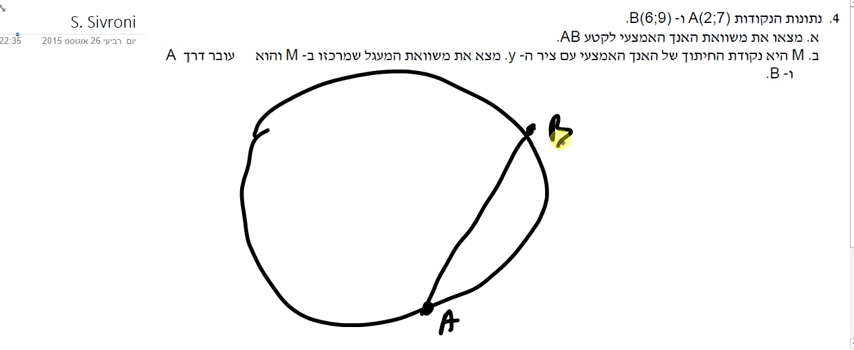 S. Sivroni
22:35 יום רביעי 26 אוגוסט 2015
4. נתונות הנקודות A(2;7) ו- B(6;9).
א. מצאו את משוואת האנך האמצעי לקטע AB.
ב. M היא נקודת החיתוך של האנך האמצעי עם ציר ה- y. מצא את משוואת המעגל שמרכזו ב- M והוא עובר דרך A
ו- B.
B
A